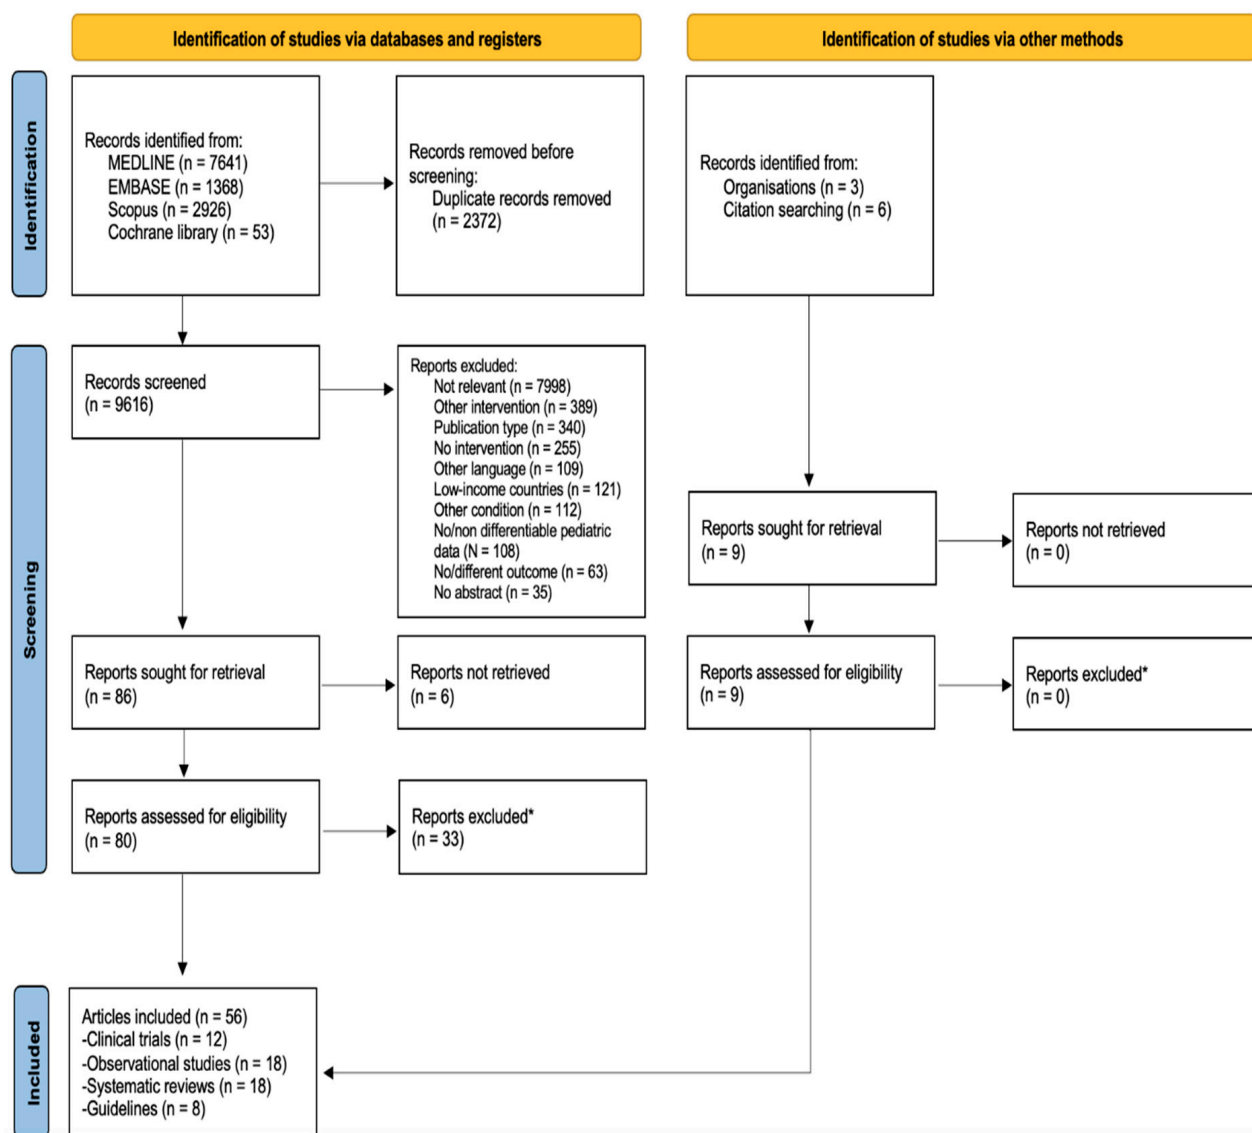 Identification of studies via databases and registers
Identification of studies via other methods
Identification
Records identified from:
MEDLINE (n = 7641)
EMBASE (n = 1368)
Scopus (n = 2926)
Cochrane library (n = 53)
Records removed before
screening:
Duplicate records removed
(n = 2372)
Records identified from:
Organisations (n = 3)
Citation searching (n = 6)
Screening
Records screened
(n = 9616)
Reports excluded:
Not relevant (n = 7998)
Other intervention (n = 389)
Publication type (n = 340)
No intervention (n = 255)
Other language (n = 109)
Low-income countries (n = 121)
Other condition (n = 112)
No/non differentiable pediatric
data (N = 108)
No/different outcome (n = 63)
No abstract (n = 35)
Reports sought for retrieval
(n = 9)
Reports not retrieved
(n = 0)
Reports sought for retrieval
(n = 86)
Reports not retrieved
(n = 6)
Reports assessed for eligibility
(n = 9)
Reports excluded*
(n = 0)
Reports assessed for eligibility
(n = 80)
Reports excluded*
(n = 33)
Included
Articles included (n = 56)
-Clinical trials (n = 12)
-Observational studies (n = 18)
-Systematic reviews (n = 18)
-Guidelines (n = 8)